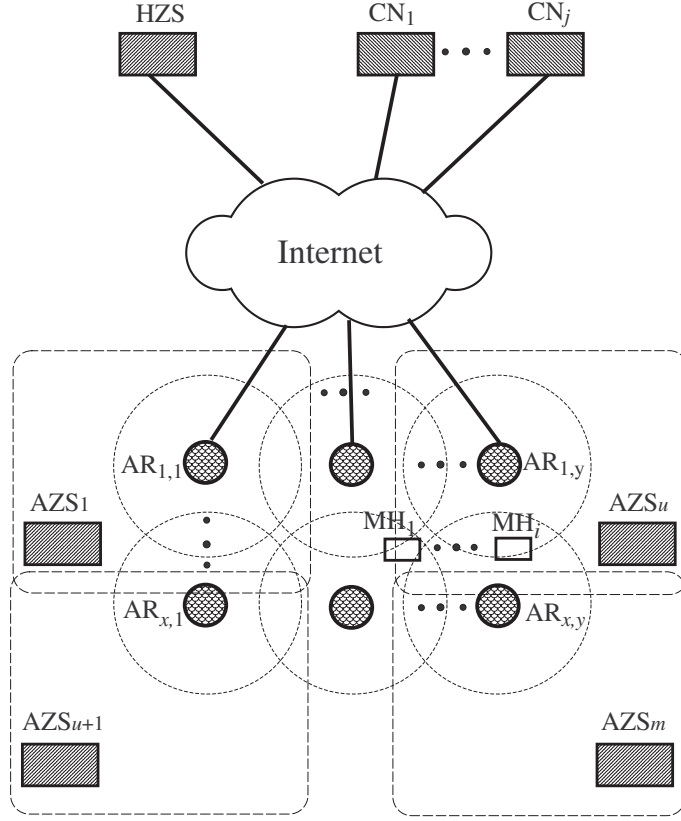 HZS CN₁ CNⱼ
Internet
AR₁,₁ AR₁,y
AZS1 AZSu
MH₁ MHᵢ
ARₓ,₁ ARₓ,y
AZSu+1 AZSm